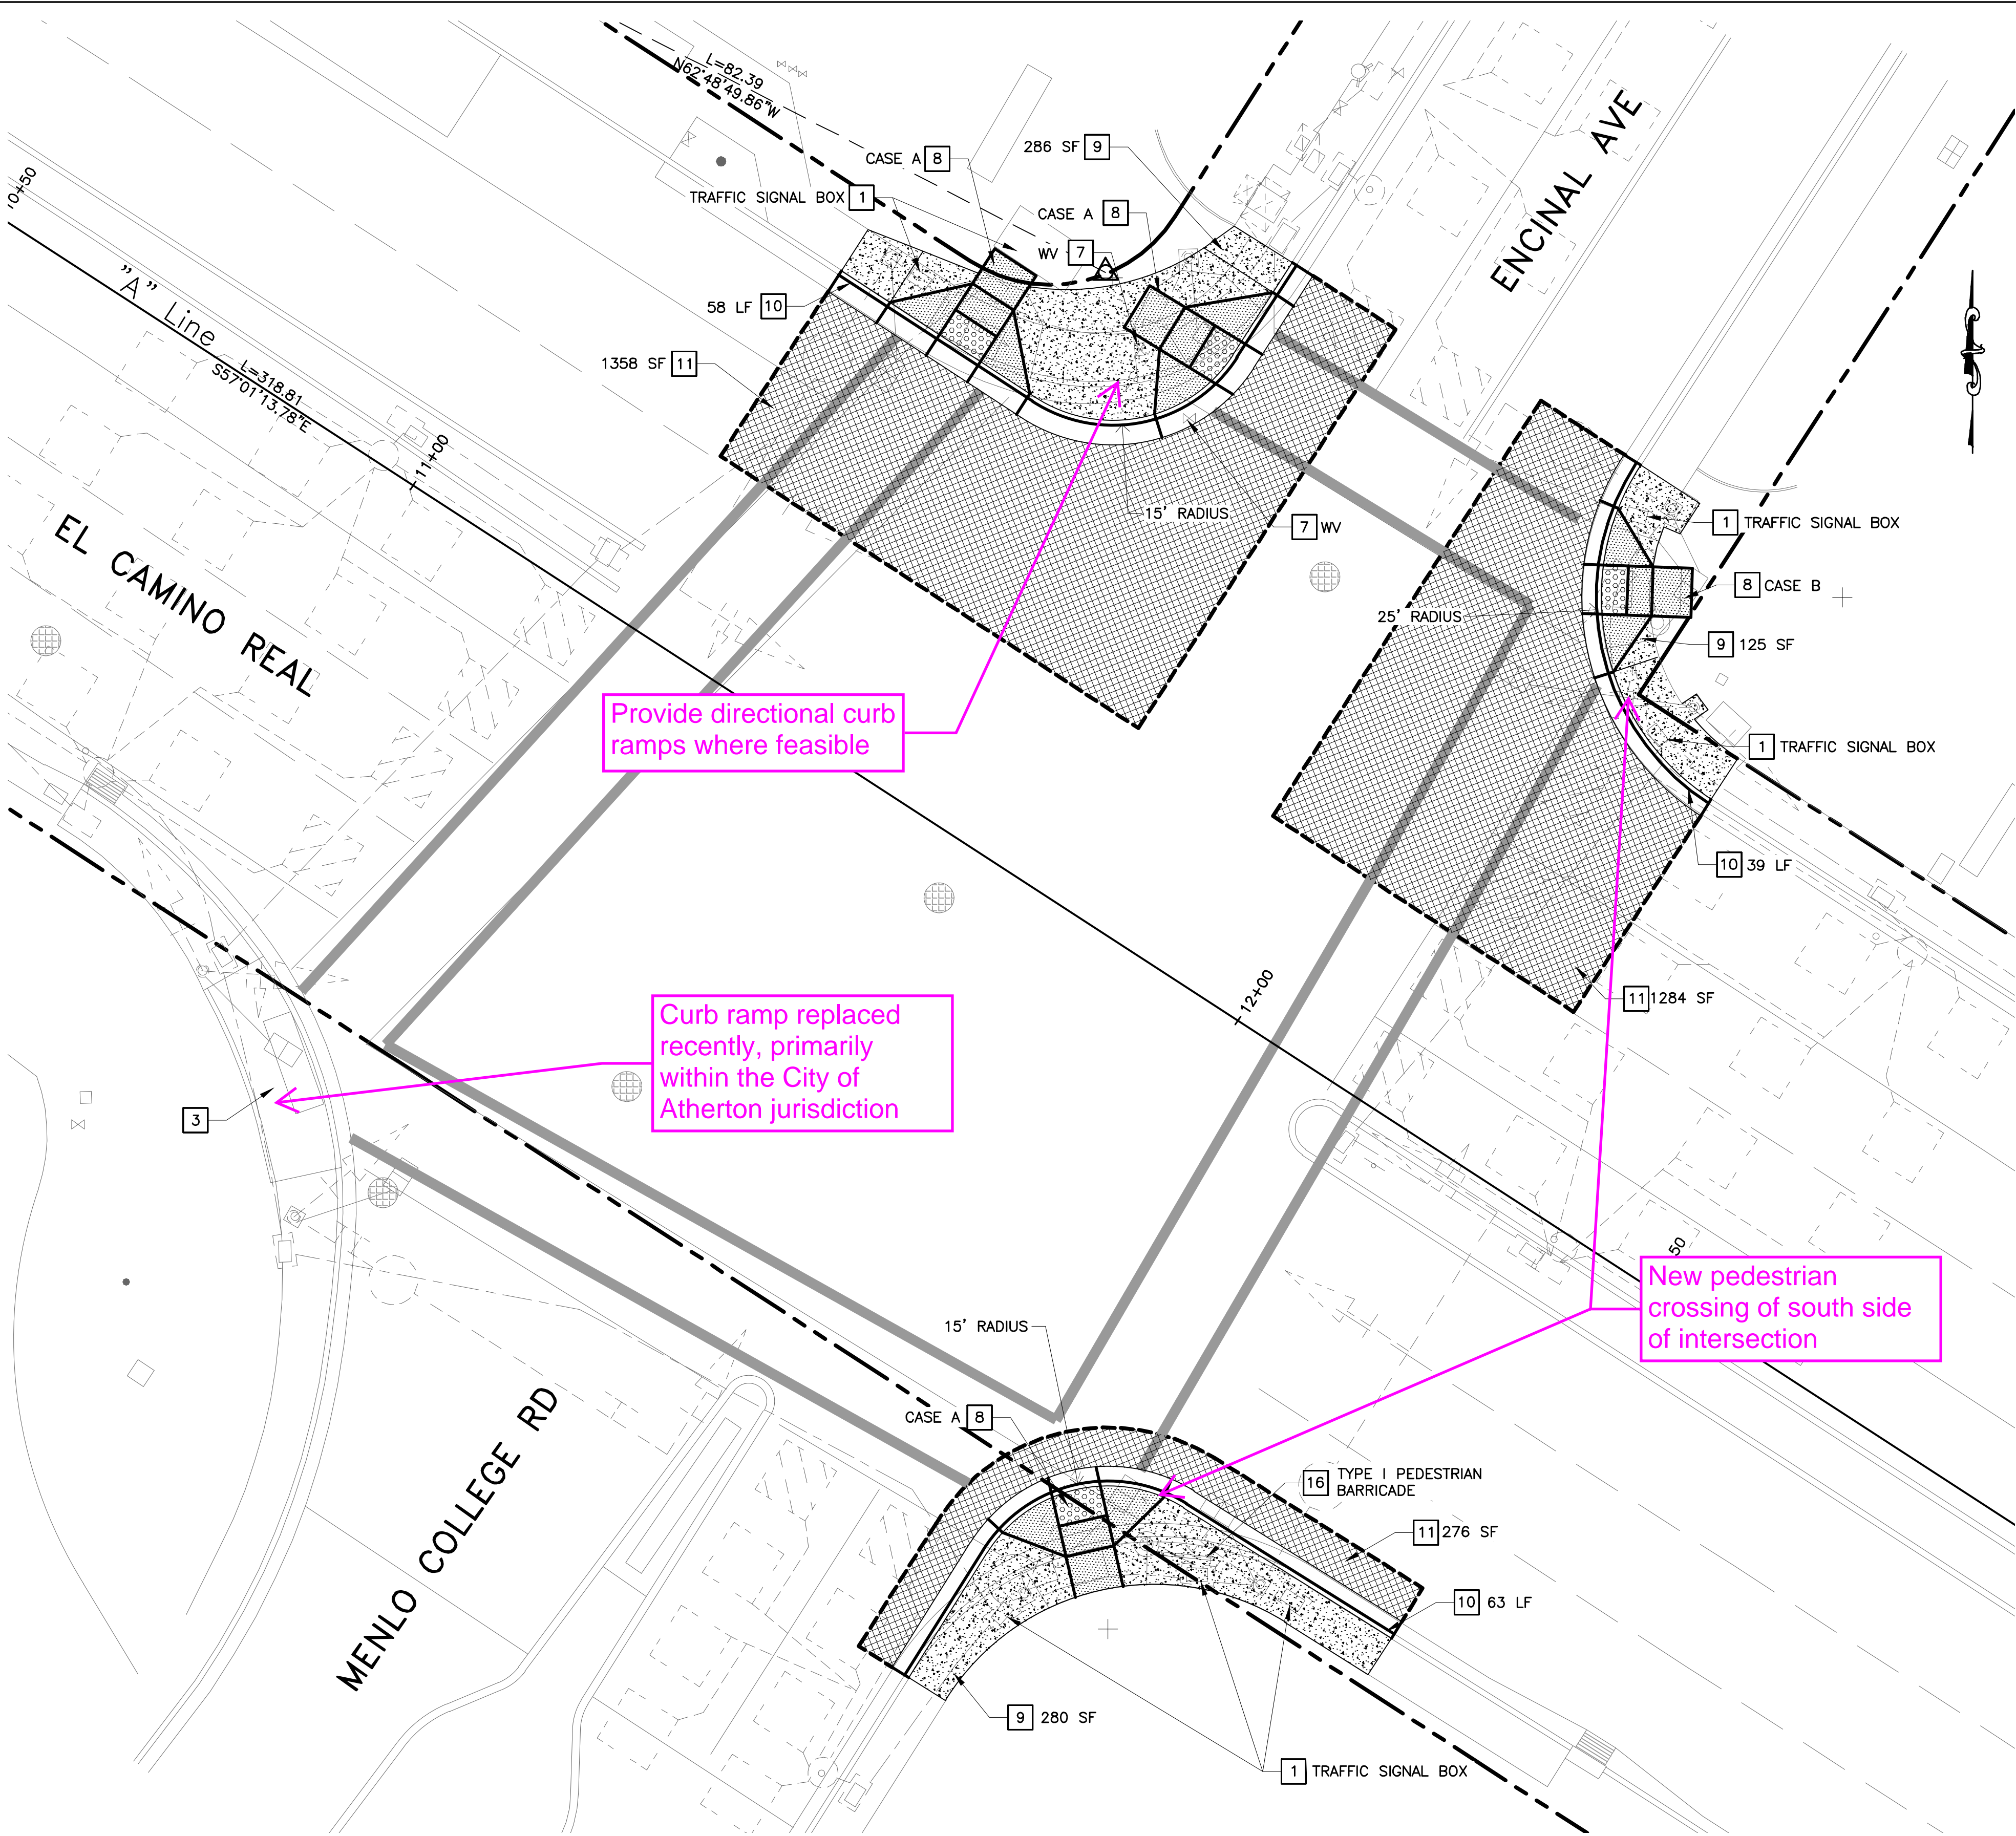 L=82.39
N62°48'49.86"W
CASE A 8
286 SF 9
TRAFFIC SIGNAL BOX 1
CASE A 8
WV 7
58 LF 10
1358 SF 11
ENCINAL AVE
"A" Line
L=318.81
S57°01'13.78"E
11+00
EL CAMINO REAL
15' RADIUS
7 WV
1 TRAFFIC SIGNAL BOX
8 CASE B
25' RADIUS
9 125 SF
Provide directional curb
ramps where feasible
1 TRAFFIC SIGNAL BOX
10 39 LF
11 1284 SF
12+00
Curb ramp replaced
recently, primarily
within the City of
Atherton jurisdiction
3
50
New pedestrian
crossing of south side
of intersection
15' RADIUS
CASE A 8
16 TYPE I PEDESTRIAN
BARRICADE
11 276 SF
10 63 LF
MENLO COLLEGE RD
9 280 SF
1 TRAFFIC SIGNAL BOX